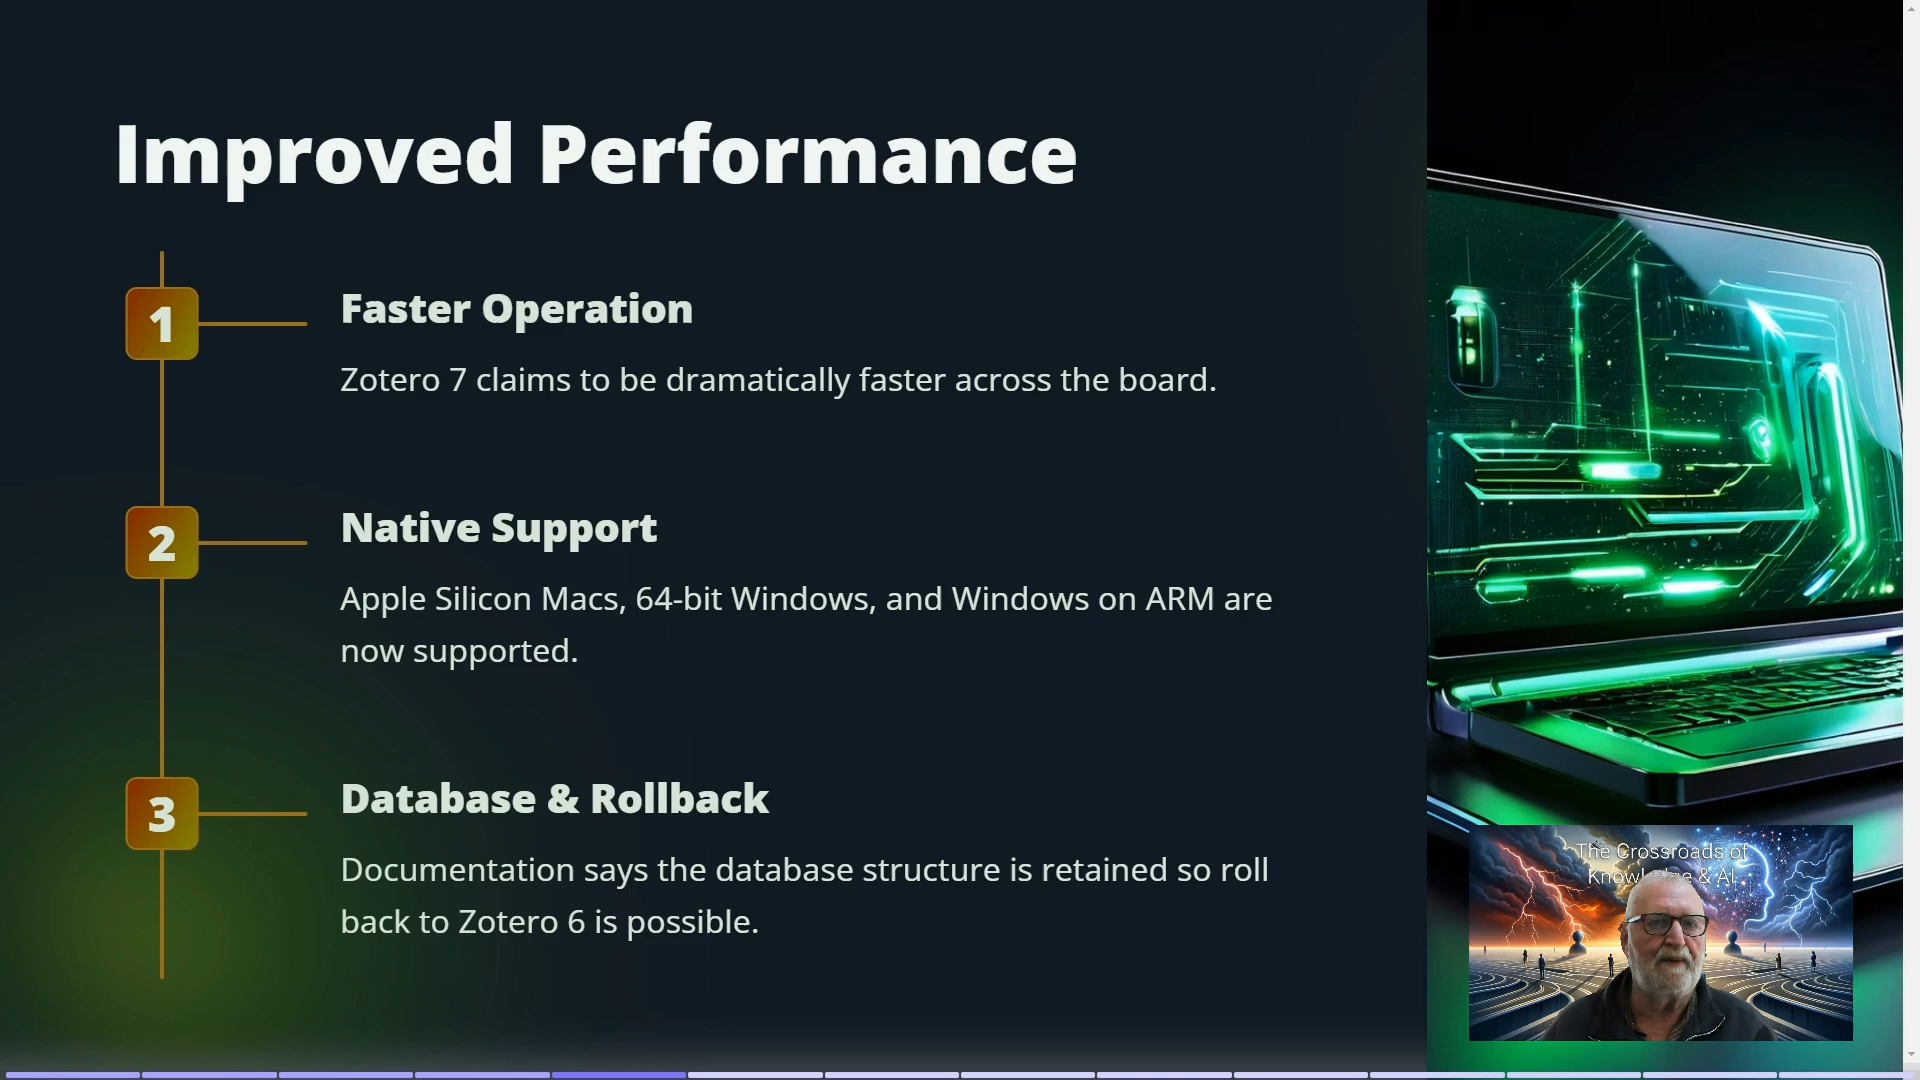 Improved Performance
1
Faster Operation
Zotero 7 claims to be dramatically faster across the board.
2
Native Support
Apple Silicon Macs, 64-bit Windows, and Windows on ARM are
now supported.
3
Database & Rollback
Documentation says the database structure is retained so roll
back to Zotero 6 is possible.
The Crossroads of
& AI